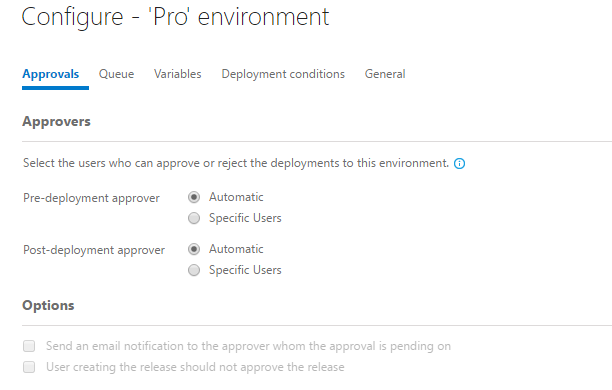 Configure - 'Pro' environment
Approvals Queue Variables Deployment conditions General
Approvers
Select the users who can approve or reject the deployments to this environment.
Pre-deployment approver Automatic
Specific Users
Post-deployment approver Automatic
Specific Users
Options
Send an email notification to the approver whom the approval is pending on
User creating the release should not approve the release